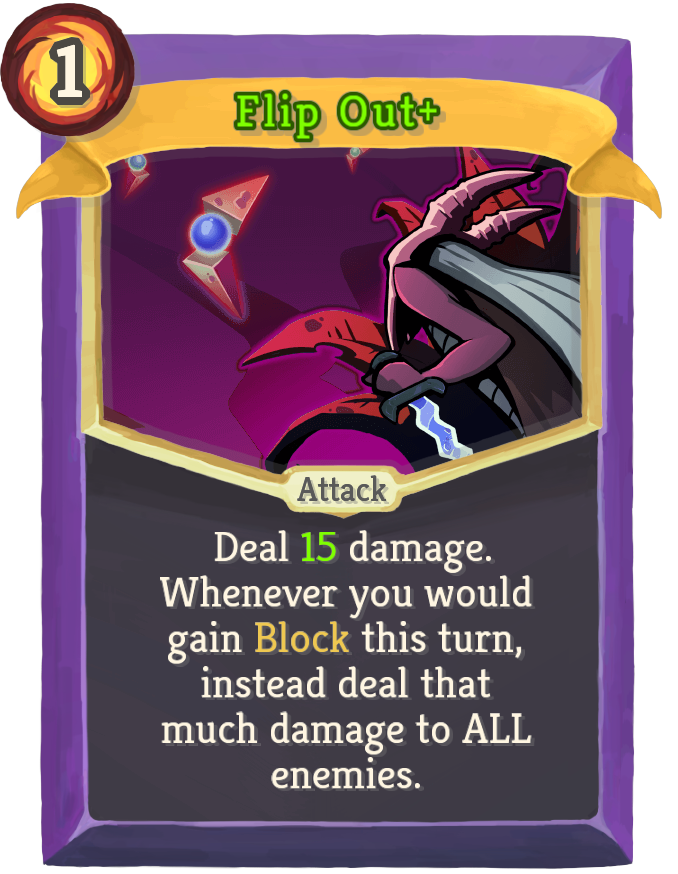 1
Flip Out+
Attack
Deal 15 damage.
Whenever you would
gain Block this turn,
instead deal that
much damage to ALL
enemies.